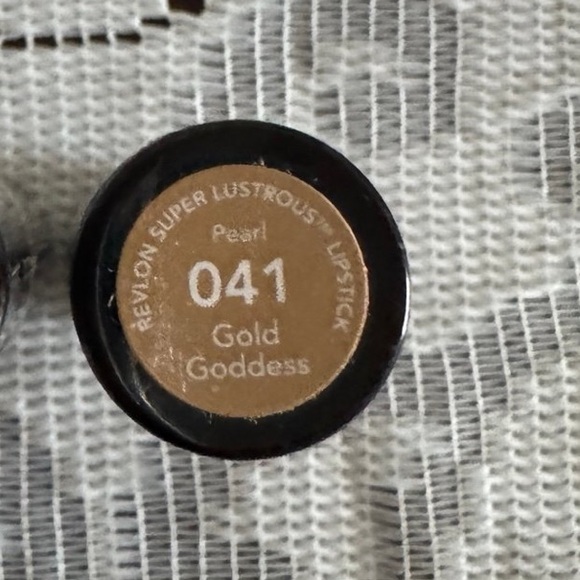 REVLON SUPER LUSTROUS™ LIPSTICK
Pearl
041
Gold
Goddess